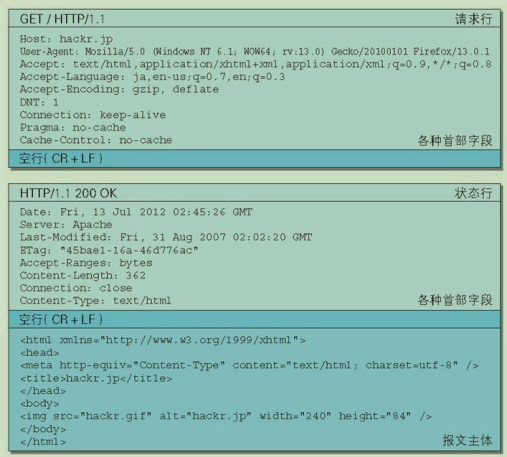 GET / HTTP/1.1 请求行
Host: hackr.jp
User-Agent: Mozilla/5.0 (Windows NT 6.1; WOW64; rv:13.0) Gecko/20100101 Firefox/13.0.1
Accept: text/html,application/xhtml+xml,application/xml;q=0.9,*/*;q=0.8
Accept-Language: ja,en-us;q=0.7,en;q=0.3
Accept-Encoding: gzip, deflate
DNT: 1
Connection: keep-alive
Pragma: no-cache
Cache-Control: no-cache 各种首部字段
空行( CR + LF )
HTTP/1.1 200 OK 状态行
Date: Fri, 13 Jul 2012 02:45:26 GMT
Server: Apache
Last-Modified: Fri, 31 Aug 2007 02:02:20 GMT
ETag: "45bae1-16a-46d776ac"
Accept-Ranges: bytes
Content-Length: 362
Connection: close
Content-Type: text/html 各种首部字段
空行( CR + LF )
<html xmlns="http://www.w3.org/1999/xhtml">
<head>
<meta http-equiv="Content-Type" content="text/html; charset=utf-8" />
<title>hackr.jp</title>
</head>
<body>
<img src="hackr.gif" alt="hackr.jp" width="240" height="84" />
</body>
</html> 报文主体